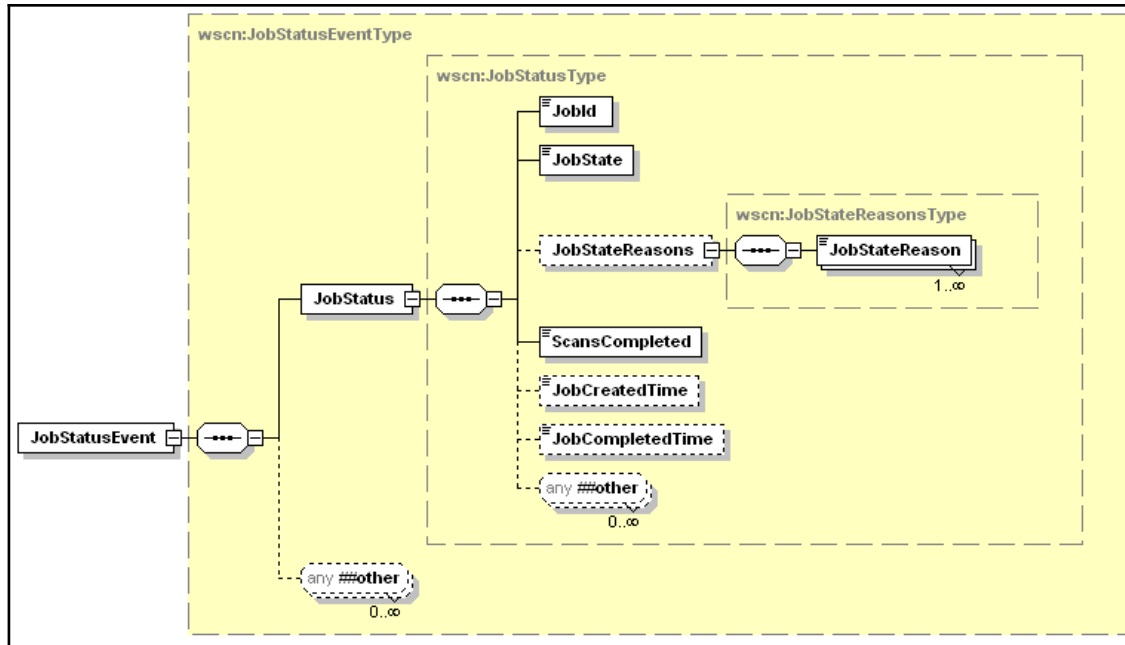 wscn:JobStatusEventType
wscn:JobStatusType
JobId
JobState
wscn:JobStateReasonsType
JobStateReasons
JobStateReason
1..∞
JobStatus
ScansCompleted
JobCreatedTime
JobStatusEvent
JobCompletedTime
any ##other
0..∞
any ##other
0..∞